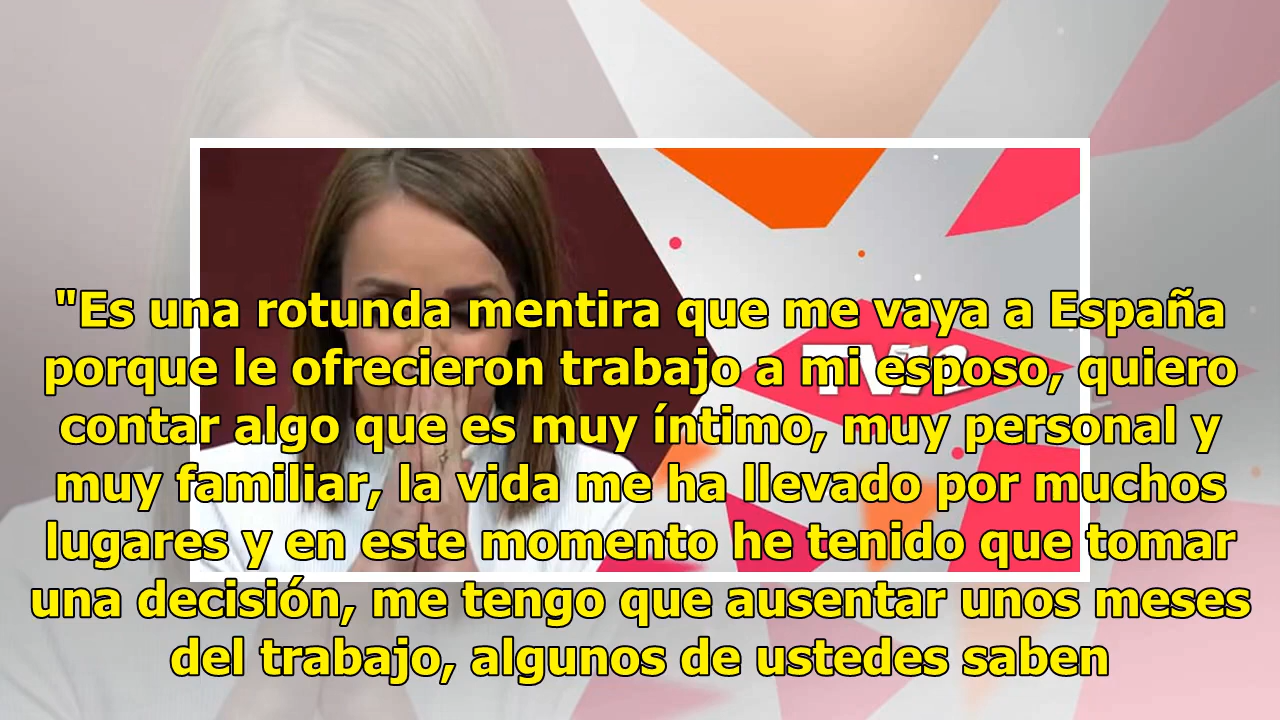 "Es una rotunda mentira que me vaya a España
porque le ofrecieron trabajo a mi esposo, quiero
contar algo que es muy íntimo, muy personal y
muy familiar, la vida me ha llevado por muchos
lugares y en este momento he tenido que tomar
una decisión, me tengo que ausentar unos meses
del trabajo, algunos de ustedes saben